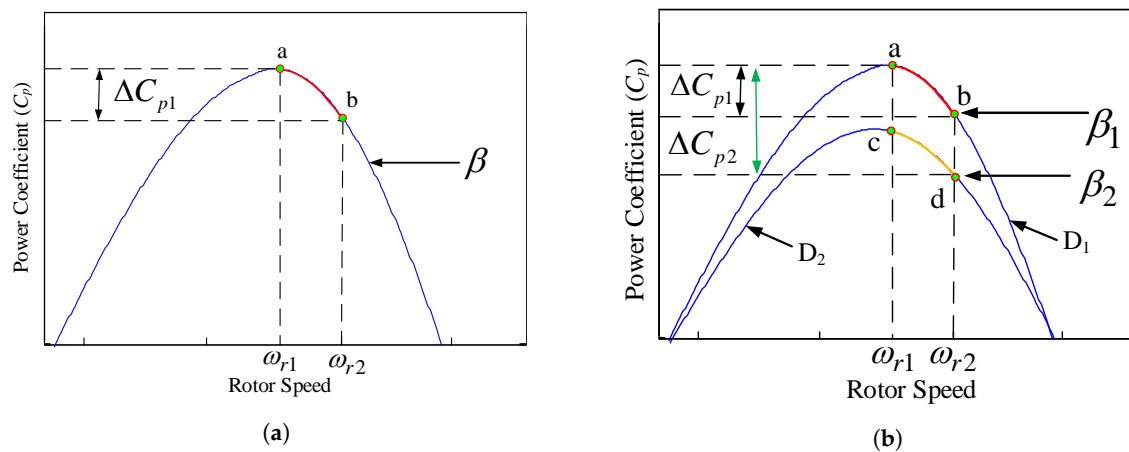 Power Coefficient (Cₚ)
a
ΔCₚ₁
b
β
ωᵣ₁ ωᵣ₂
Rotor Speed
(a)
Power Coefficient (Cₚ)
a
ΔCₚ₁
b
β₁
ΔCₚ₂
c
d
β₂
D₂
D₁
ωᵣ₁ ωᵣ₂
Rotor Speed
(b)